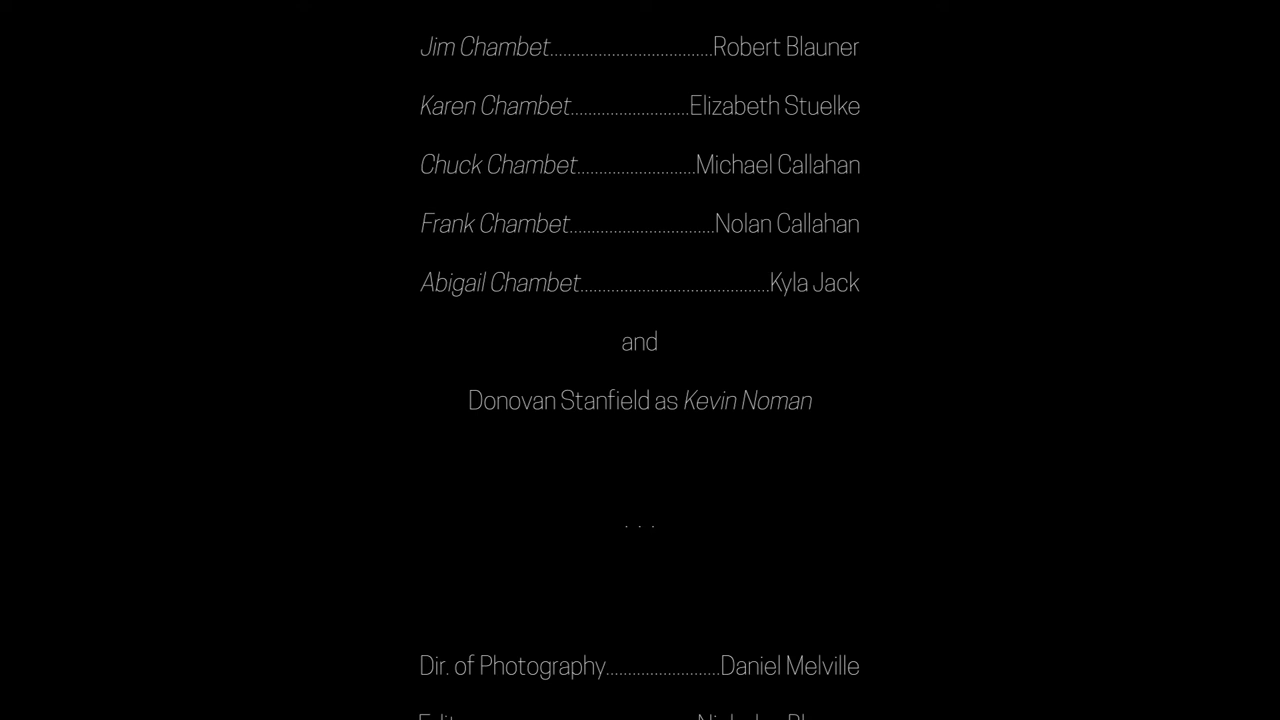 Jim Chambet.....................................Robert Blauner
Karen Chambet...........................Elizabeth Stuelke
Chuck Chambet...........................Michael Callahan
Frank Chambet.................................Nolan Callahan
Abigail Chambet...........................................Kyla Jack
and
Donovan Stanfield as Kevin Noman
. . .
Dir. of Photography..........................Daniel Melville